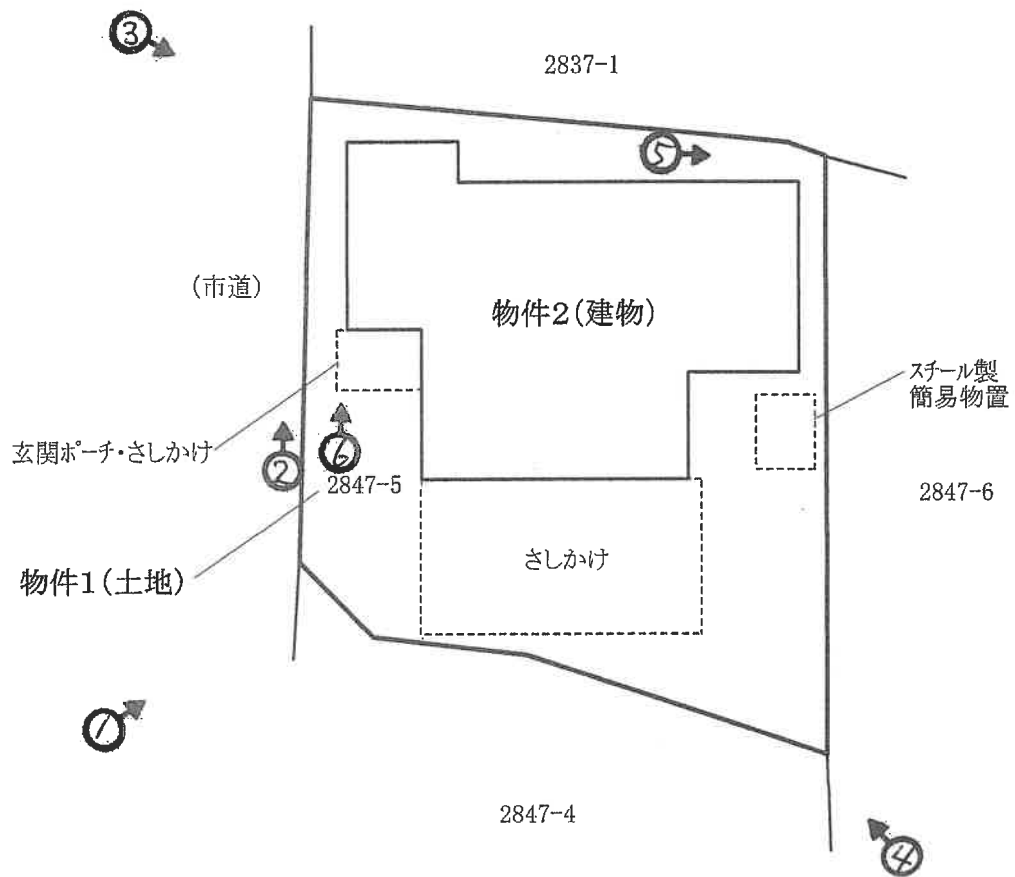 ③
2837-1
⑤
(市道)
物件2(建物)
スチール製
簡易物置
玄関ポーチ・さしかけ
②
⑥
2847-5
2847-6
さしかけ
物件1(土地)
①
2847-4
④